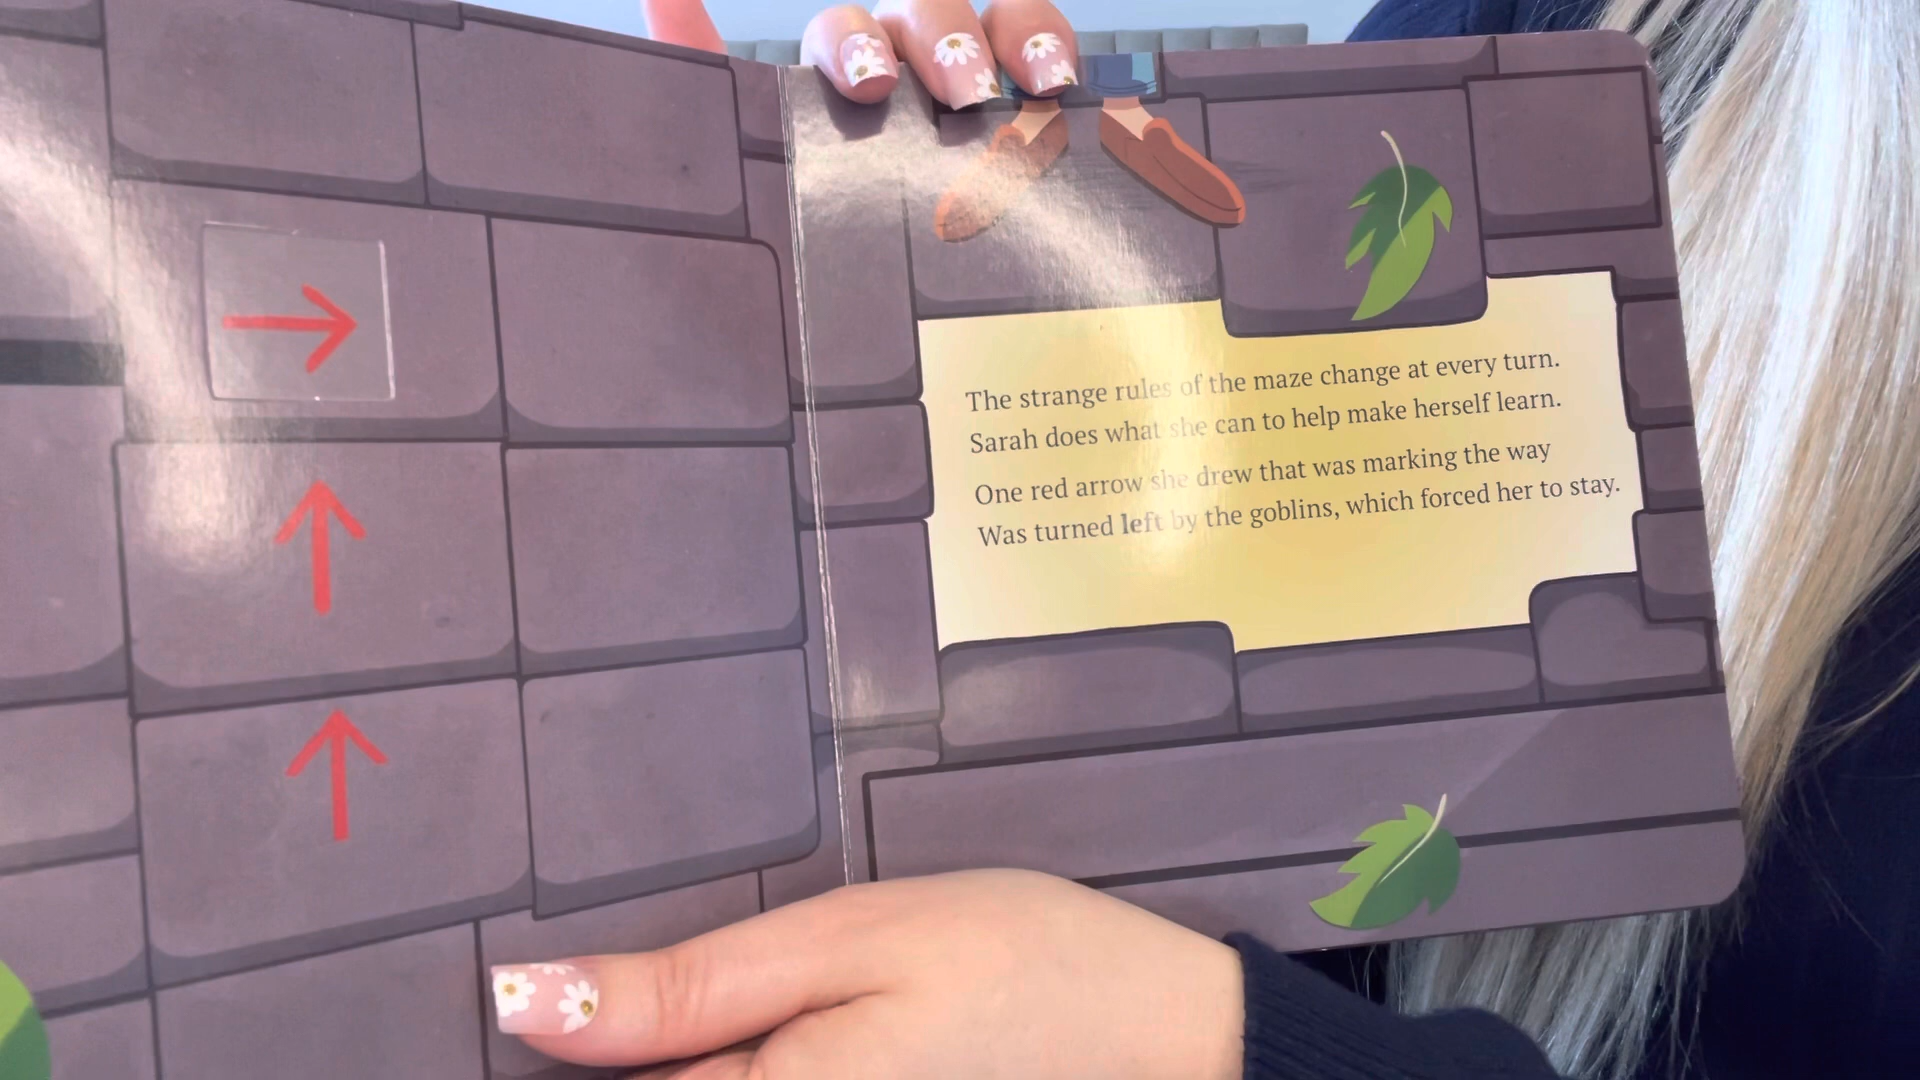 The strange rules of the maze change at every turn.
Sarah does what she can to help make herself learn.
One red arrow she drew that was marking the way
Was turned left by the goblins, which forced her to stay.